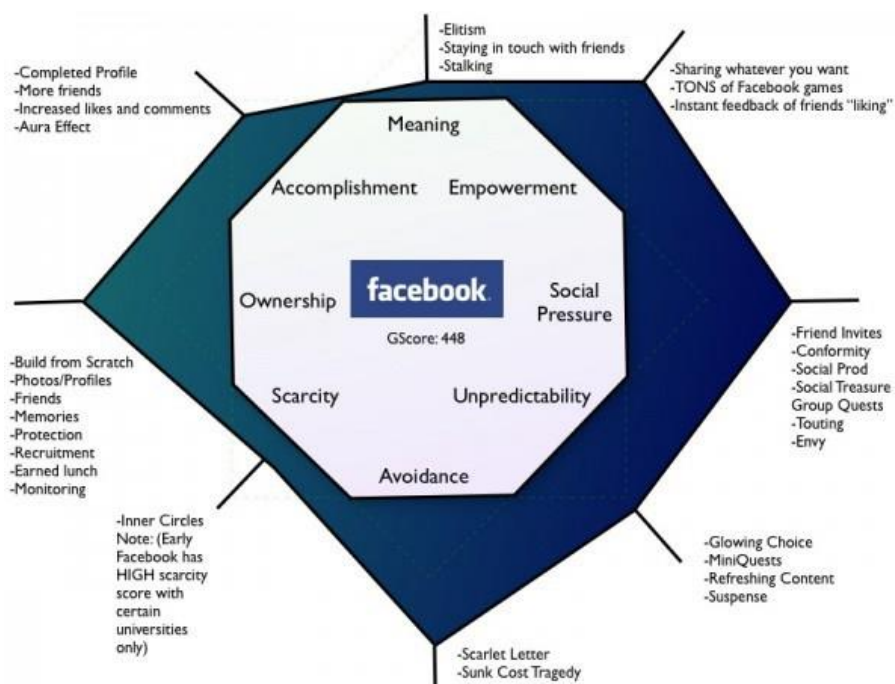 -Elitism
-Staying in touch with friends
-Stalking
-Completed Profile
-More friends
-Increased likes and comments
-Aura Effect
-Sharing whatever you want
-TONS of Facebook games
-Instant feedback of friends "liking"
Meaning
Accomplishment
Empowerment
Ownership
facebook.
Social
Pressure
GScore: 448
Scarcity
Unpredictability
Avoidance
-Build from Scratch
-Photos/Profiles
-Friends
-Memories
-Protection
-Recruitment
-Earned lunch
-Monitoring
-Friend Invites
-Conformity
-Social Prod
-Social Treasure
Group Quests
-Touting
-Envy
-Inner Circles
Note: (Early
Facebook has
HIGH scarcity
score with
certain
universities
only)
-Glowing Choice
-MiniQuests
-Refreshing Content
-Suspense
-Scarlet Letter
-Sunk Cost Tragedy